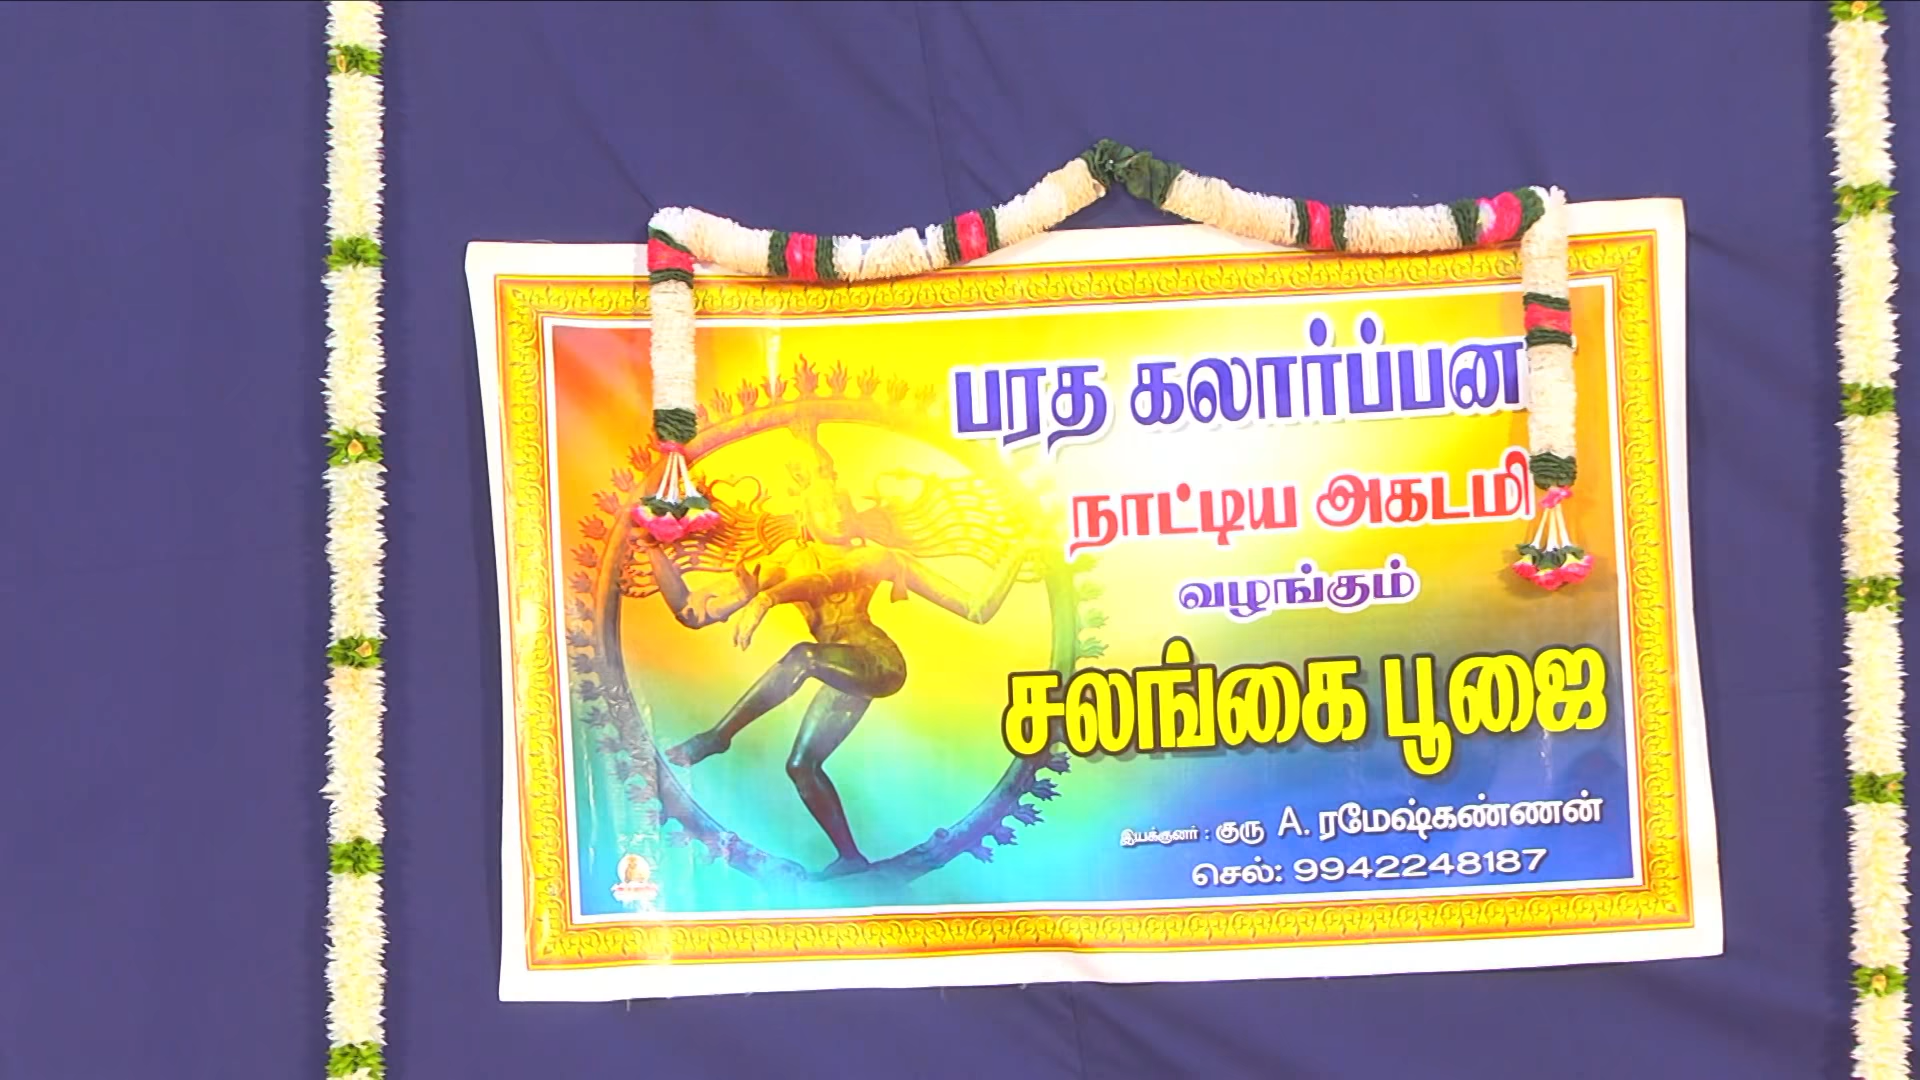 பரத கலார்ப்பன
நாட்டிய அகடமி
வழங்கும்
சலங்கை பூஜை
இயக்குனர் : குரு A. ரமேஷ்கண்ணன்
செல்: 9942248187